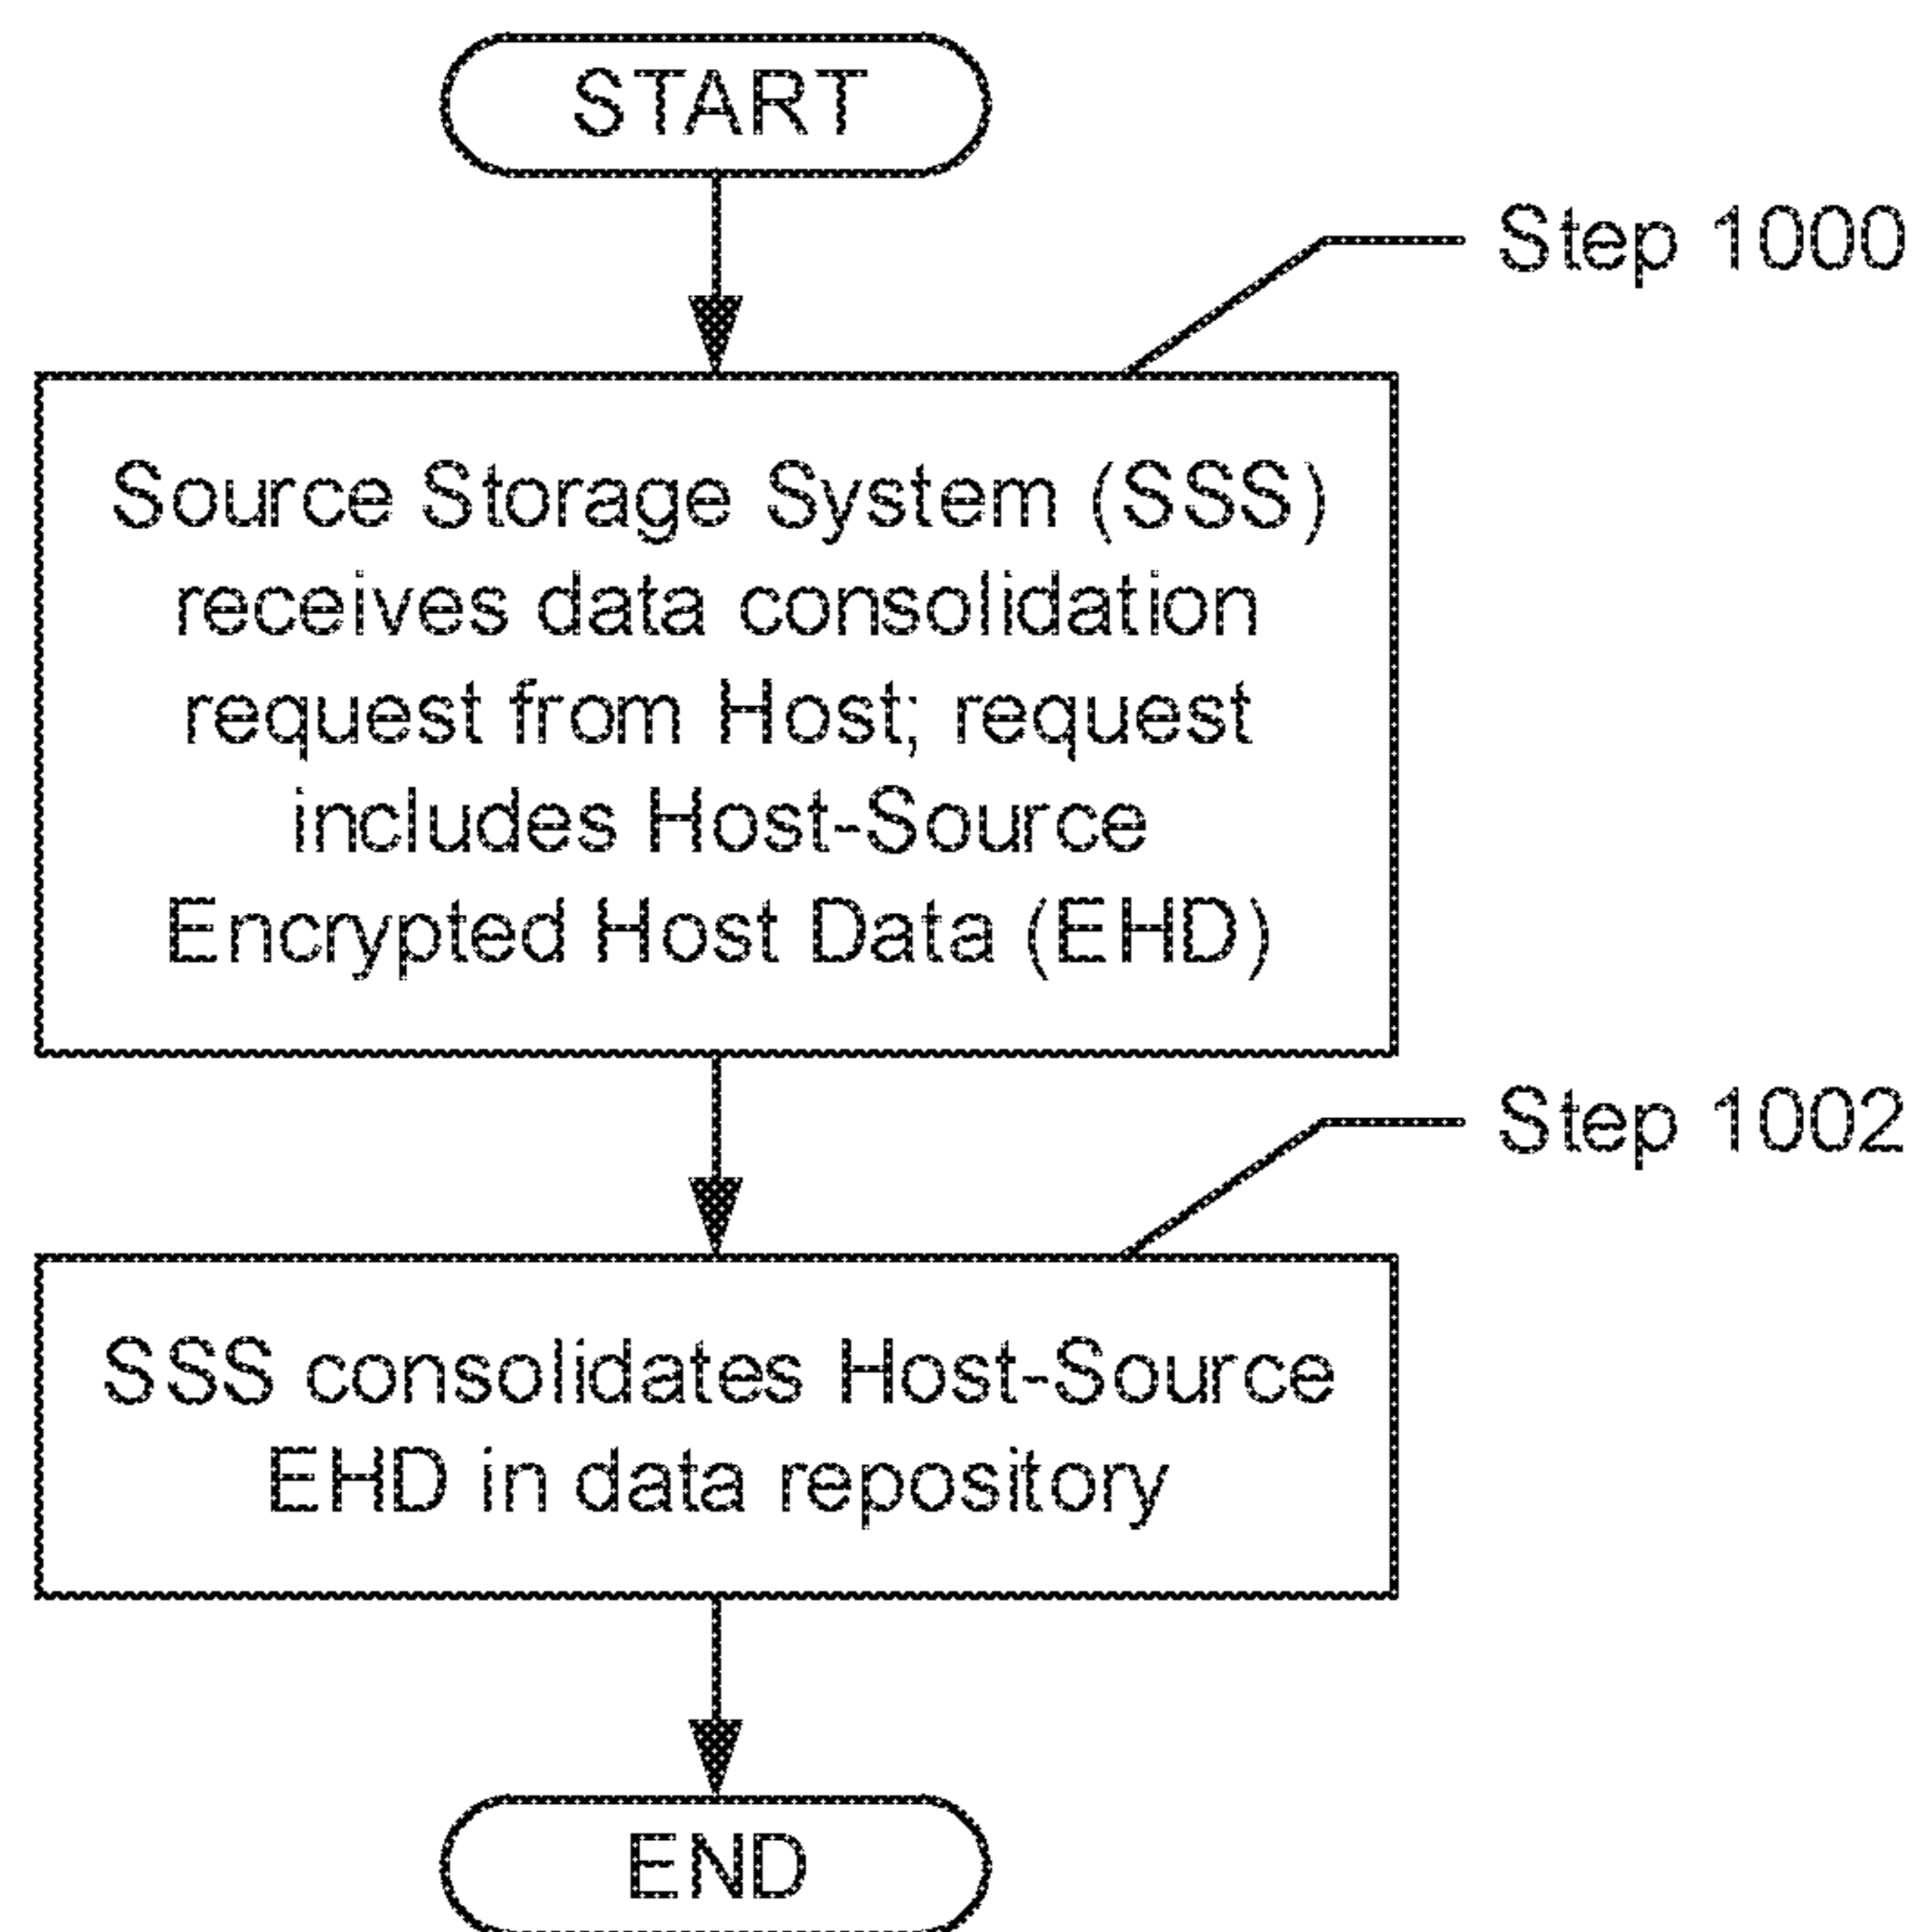 START
Step 1000
Source Storage System (SSS)
receives data consolidation
request from Host; request
includes Host-Source
Encrypted Host Data (EHD)
Step 1002
SSS consolidates Host-Source
EHD in data repository
END